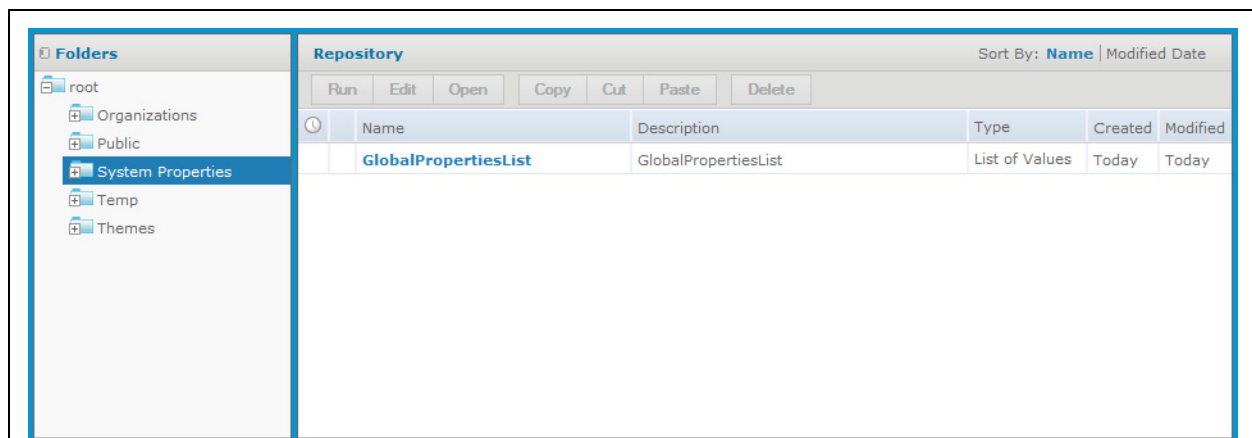 Folders
root
Organizations
Public
System Properties
Temp
Themes
Repository
Sort By: Name | Modified Date
Run Edit Open Copy Cut Paste Delete
Name Description Type Created Modified
GlobalPropertiesList GlobalPropertiesList List of Values Today Today